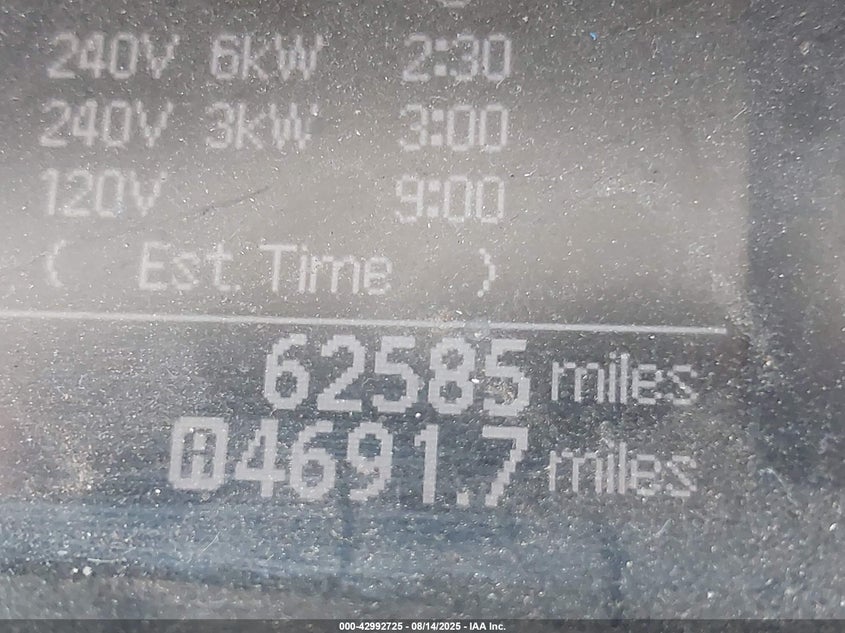 240V 6kW 2:30
240V 3kW 3:00
120V 9:00
( Est. Time )
62585 miles
4691.7 miles
000-42992725 - 08/14/2025 - IAA Inc.